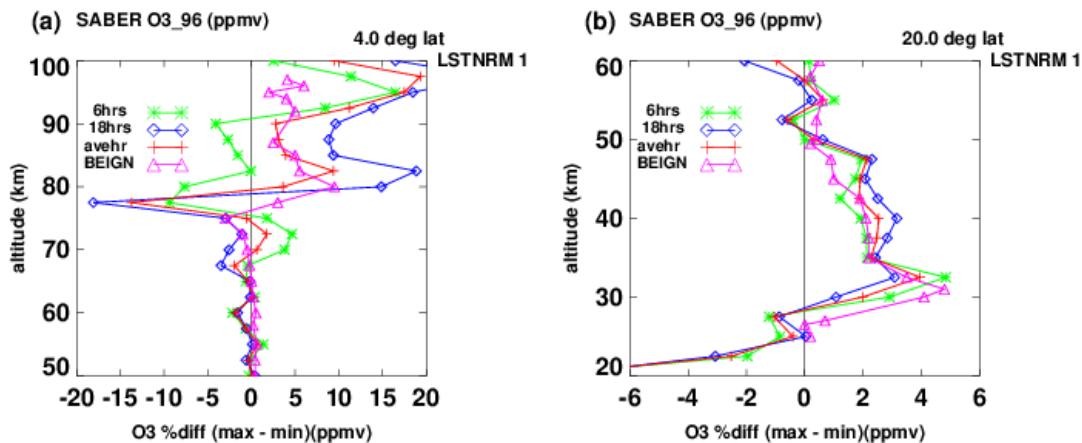 (a) SABER O3_96 (ppmv)
4.0 deg lat
LSTNRM 1
100
90
80
70
60
50
altitude (km)
6hrs
18hrs
avehr
BEIGN
-20 -15 -10 -5 0 5 10 15 20
O3 %diff (max - min)(ppmv)
(b) SABER O3_96 (ppmv)
20.0 deg lat
LSTNRM 1
60
50
40
30
20
altitude (km)
6hrs
18hrs
avehr
BEIGN
-6 -4 -2 0 2 4 6
O3 %diff (max - min)(ppmv)